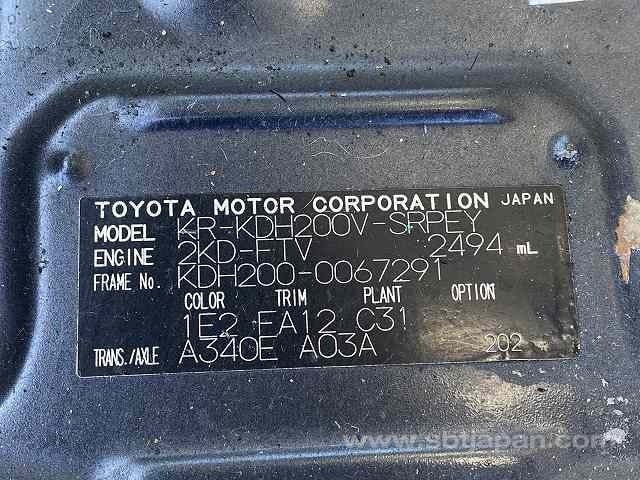 TOYOTA MOTOR CORPORATION JAPAN
MODEL KR-KDH200V-SRPEY
ENGINE 2KD-FTV 2494 mL
FRAME No. KDH200-0067291
COLOR TRIM PLANT OPTION
1E2 FA12 C31
TRANS./AXLE A340E A03A 202
www.sbtjapan.com